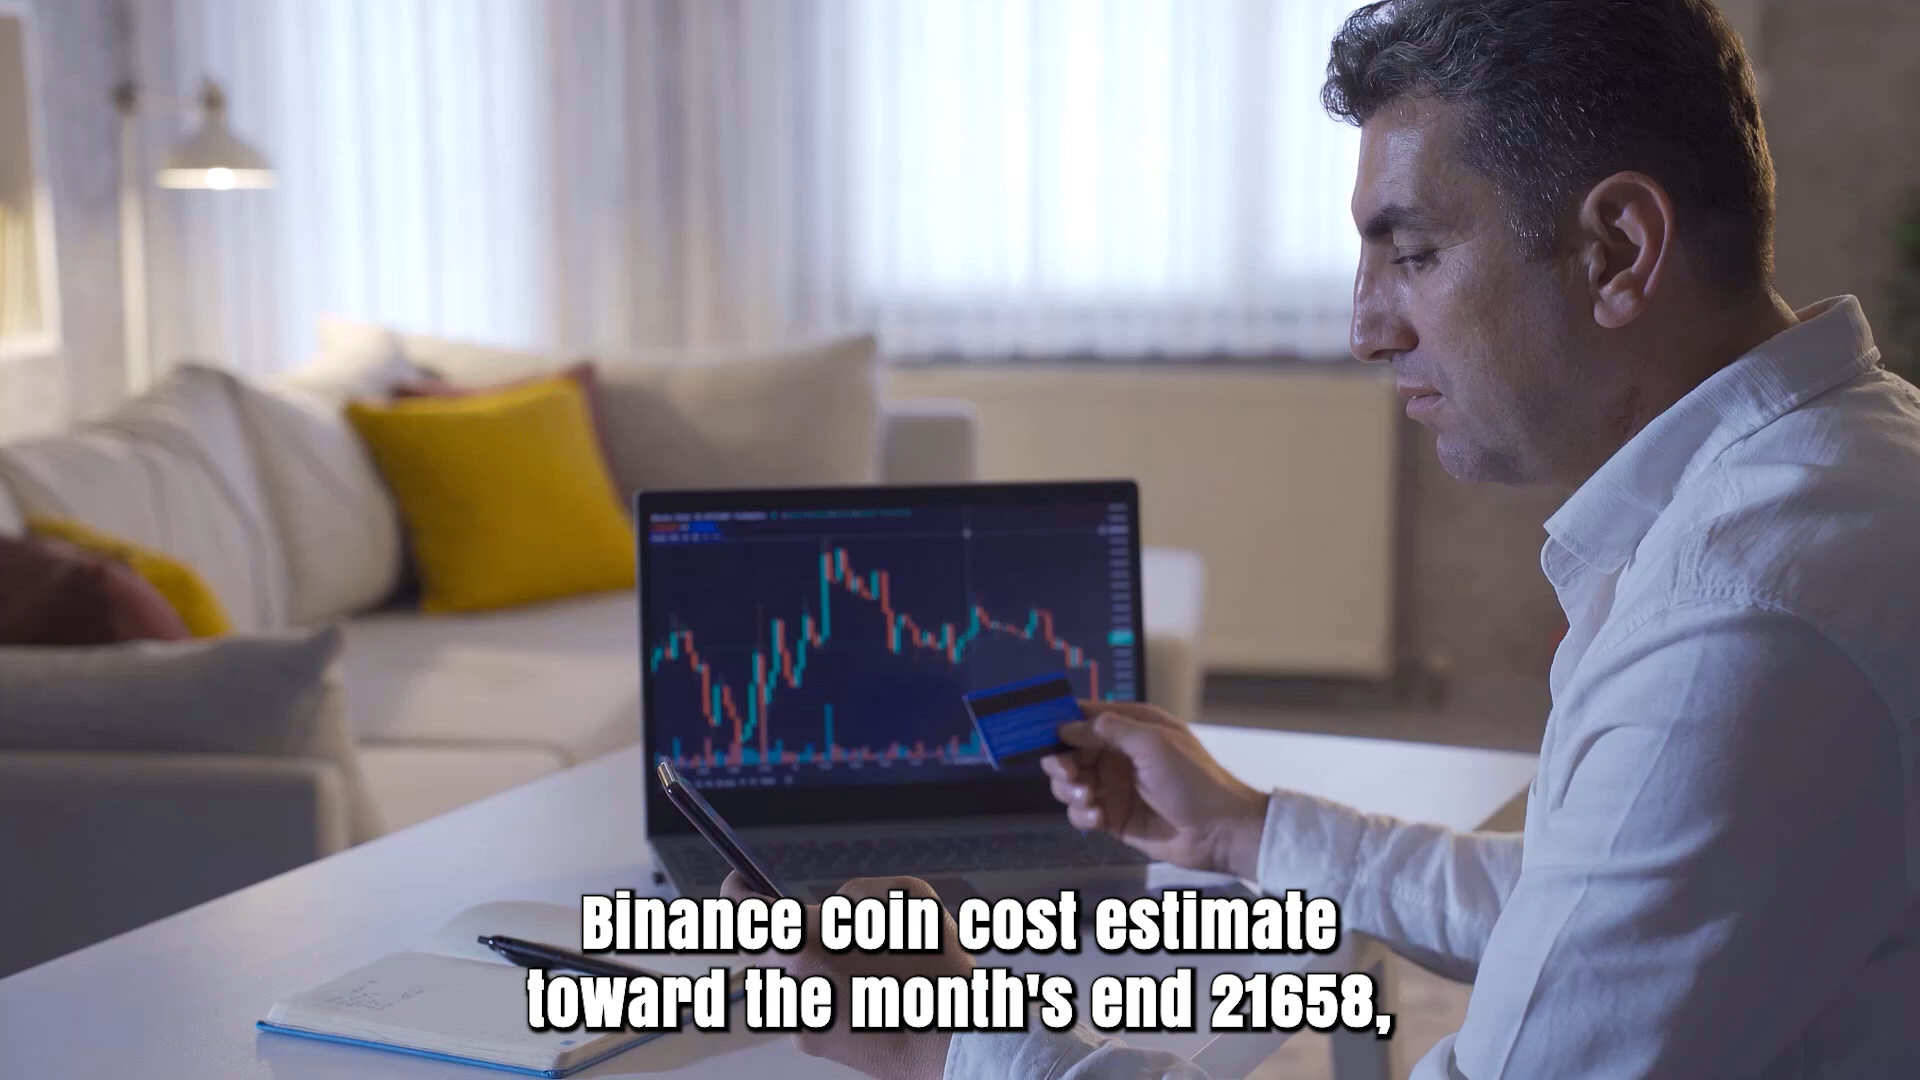 Binance Coin cost estimate
toward the month's end 21658,